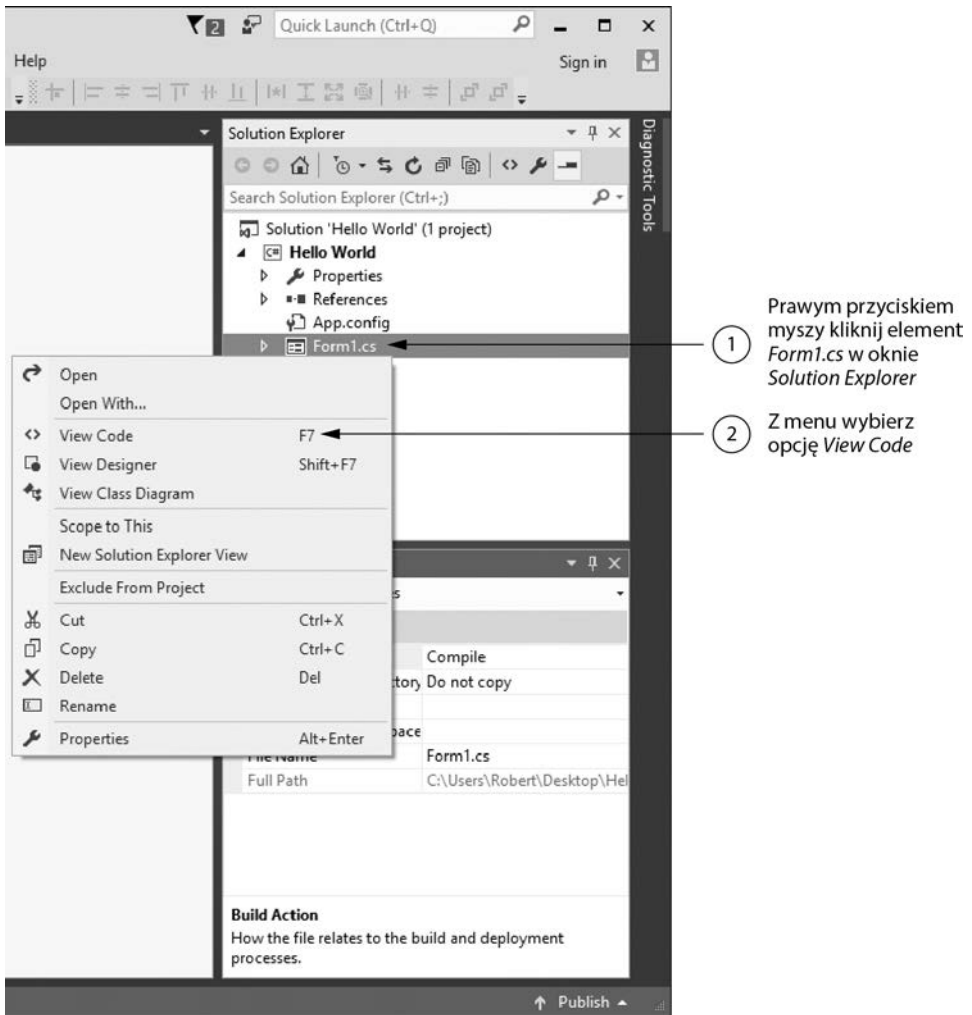 2
Quick Launch (Ctrl+Q)
Help
Sign in
Solution Explorer
Diagnostic Tools
Search Solution Explorer (Ctrl+;)
Solution 'Hello World' (1 project)
C# Hello World
Properties
References
App.config
Form1.cs
1
Prawym przyciskiem
myszy kliknij element
Form1.cs w oknie
Solution Explorer
Open
Open With...
View Code F7
2
Z menu wybierz
opcję View Code
View Designer Shift+F7
View Class Diagram
Scope to This
New Solution Explorer View
Exclude From Project
Cut Ctrl+X
Copy Ctrl+C
Delete Del
Rename
Properties Alt+Enter
Compile
Do not copy
File Name Form1.cs
Full Path C:\Users\Robert\Desktop\Hel
Build Action
How the file relates to the build and deployment
processes.
Publish